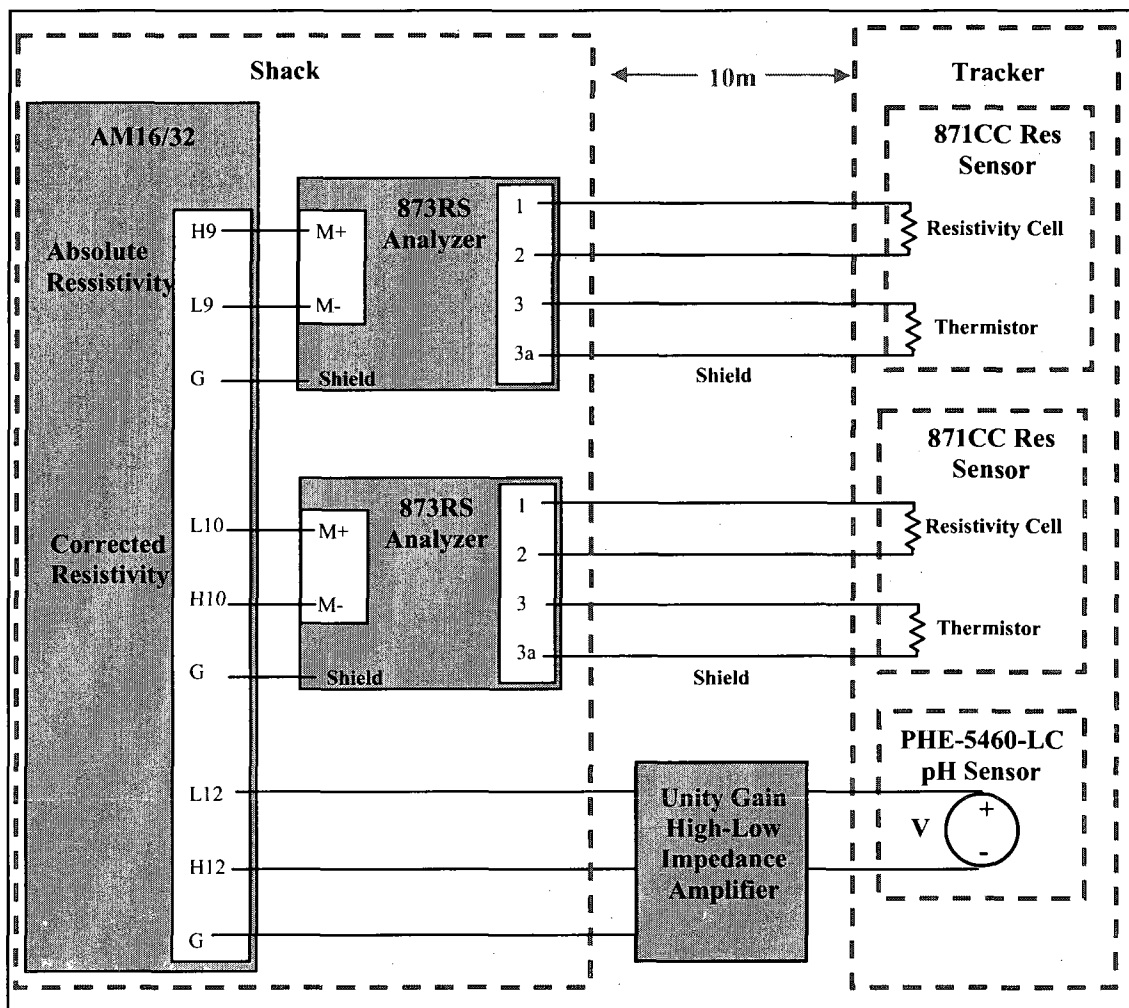 Shack
10m
Tracker
AM16/32
Absolute
Ressistivity
H9
L9
G
M+
M-
Shield
873RS
Analyzer
1
2
3
3a
Shield
871CC Res
Sensor
Resistivity Cell
Thermistor
Corrected
Resistivity
L10
H10
G
M+
M-
Shield
873RS
Analyzer
1
2
3
3a
Shield
871CC Res
Sensor
Resistivity Cell
Thermistor
L12
H12
G
Unity Gain
High-Low
Impedance
Amplifier
PHE-5460-LC
pH Sensor
V
+
-